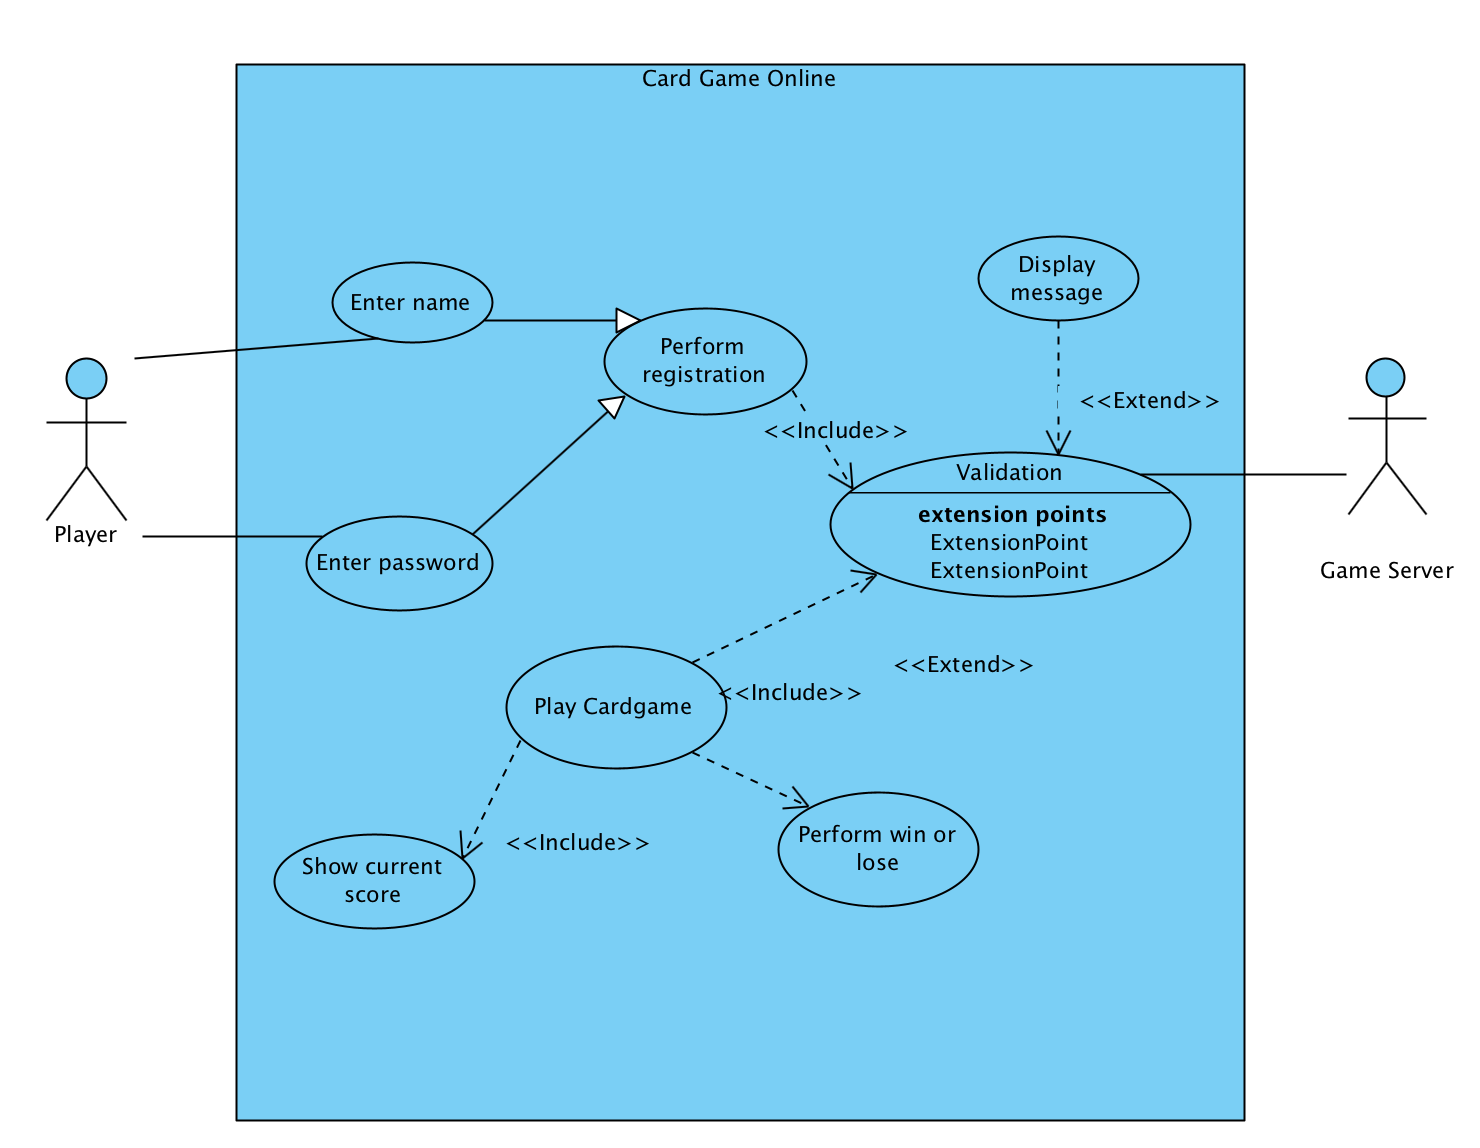 Card Game Online
Display
message
Enter name
Perform
registration
<<Extend>>
<<Include>>
Validation
extension points
ExtensionPoint
ExtensionPoint
Player
Enter password
Game Server
<<Extend>>
<<Include>>
Play Cardgame
<<Include>>
Perform win or
lose
Show current
score